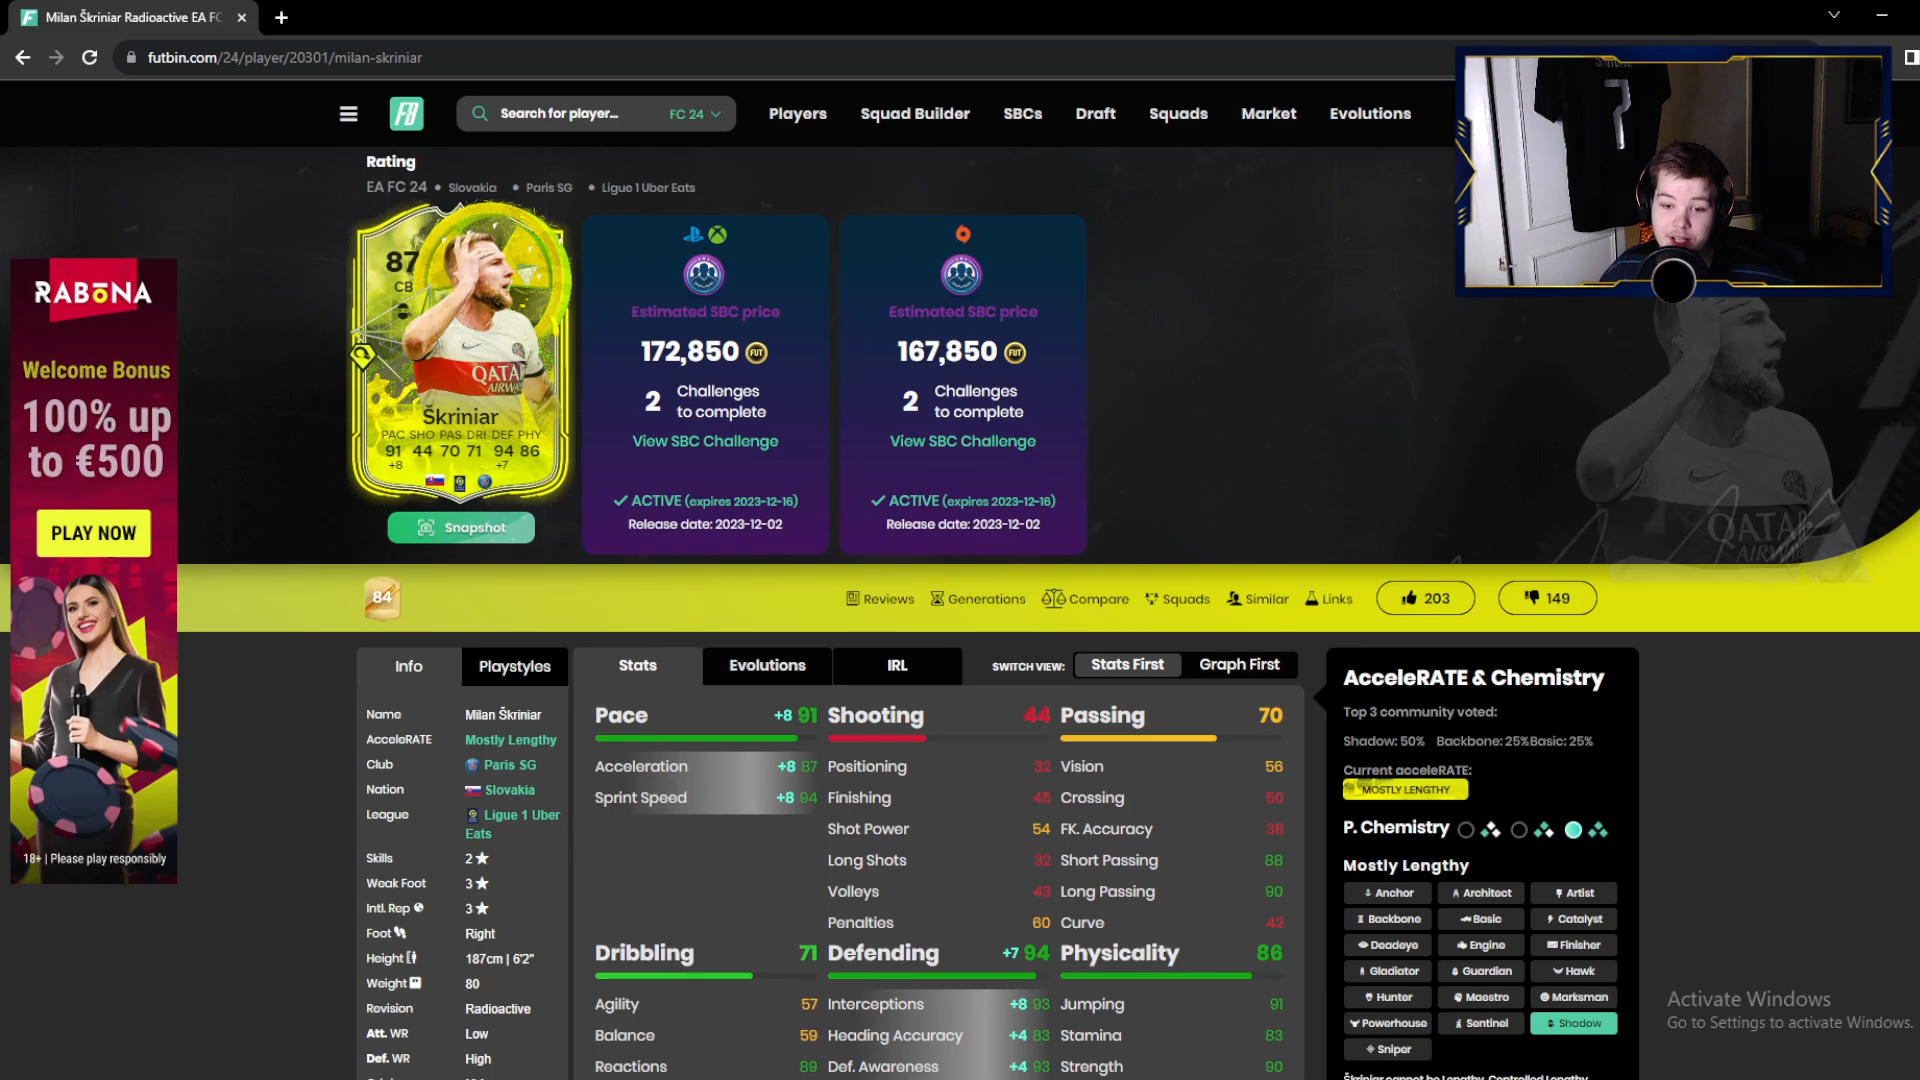 Milan Škriniar Radioactive EA FC
futbin.com/24/player/20301/milan-skriniar
Search for player...
FC 24
Players
Squad Builder
SBCs
Draft
Squads
Market
Evolutions
Rating
EA FC 24 • Slovakia • Paris SG • Ligue 1 Uber Eats
87
CB
QATAR
AIRWAYS
Škriniar
PAC SHO PAS DRI DEF PHY
91 44 70 71 94 86
+8 +7
Snapshot
Estimated SBC price
172,850
2 Challenges
to complete
View SBC Challenge
ACTIVE (expires 2023-12-16)
Release date: 2023-12-02
Estimated SBC price
167,850
2 Challenges
to complete
View SBC Challenge
ACTIVE (expires 2023-12-16)
Release date: 2023-12-02
7
RABONA
Welcome Bonus
100% up
to €500
PLAY NOW
18+ | Please play responsibly
84
Reviews
Generations
Compare
Squads
Similar
Links
203
149
Info
Playstyles
Name Milan Škriniar
AcceleRATE Mostly Lengthy
Club Paris SG
Nation Slovakia
League Ligue 1 Uber
Eats
Skills 2
Weak Foot 3
Intl. Rep 3
Foot Right
Height 187cm | 6'2"
Weight 80
Revision Radioactive
Att. WR Low
Def. WR High
Stats
Evolutions
IRL
SWITCH VIEW:
Stats First
Graph First
Pace +8 91
Acceleration +8 87
Sprint Speed +8 94
Shooting 44
Positioning 32
Finishing 45
Shot Power 54
Long Shots 32
Volleys 43
Penalties 60
Passing 70
Vision 56
Crossing 50
FK. Accuracy 38
Short Passing 88
Long Passing 90
Curve 42
Dribbling 71
Agility 57
Balance 59
Reactions 89
Defending +7 94
Interceptions +8 93
Heading Accuracy +4 83
Def. Awareness +4 93
Physicality 86
Jumping 91
Stamina 83
Strength 90
AcceleRATE & Chemistry
Top 3 community voted:
Shadow: 50% Backbone: 25% Basic: 25%
Current acceleRATE:
MOSTLY LENGTHY
P. Chemistry
Mostly Lengthy
Anchor Architect Artist
Backbone Basic Catalyst
Deadeye Engine Finisher
Gladiator Guardian Hawk
Hunter Maestro Marksman
Powerhouse Sentinel Shadow
Sniper
Škriniar cannot be Lengthy, Controlled Lengthy
QATAR
AIRWAYS
Activate Windows
Go to Settings to activate Windows.